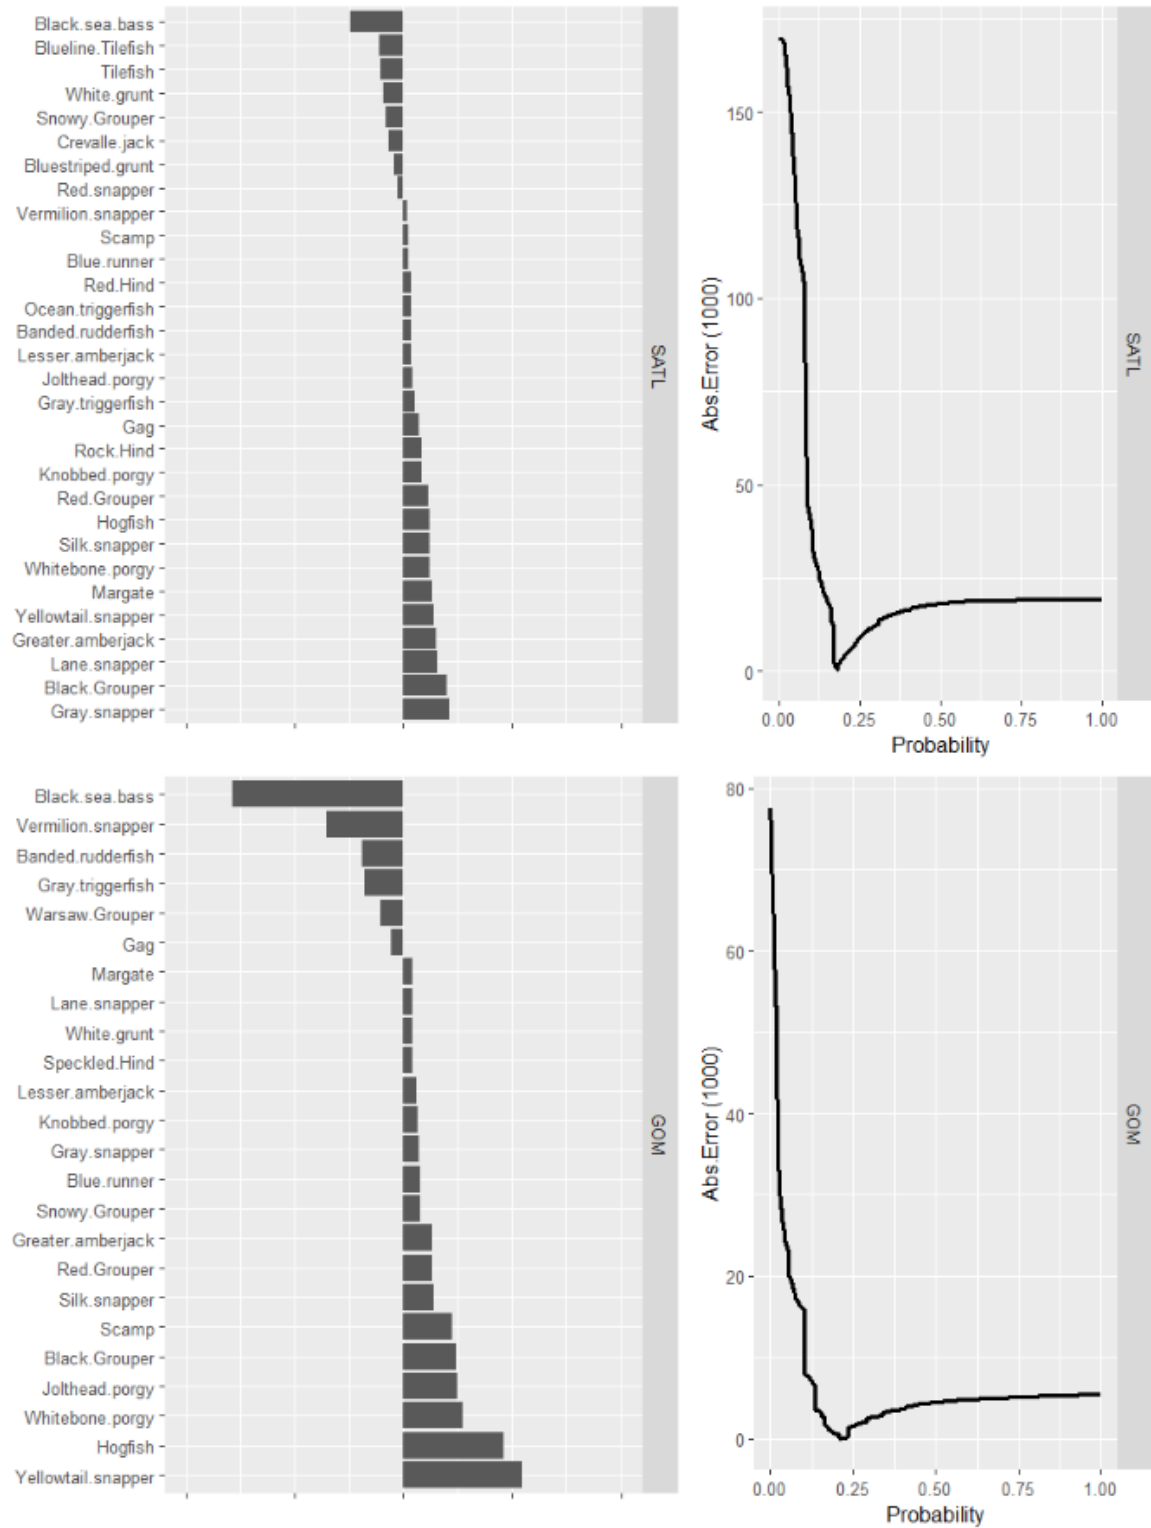 Black.sea.bass
Blueline.Tilefish
Tilefish
White.grunt
Snowy.Grouper
Crevalle.jack
Bluestriped.grunt
Red.snapper
Vermilion.snapper
Scamp
Blue.runner
Red.Hind
Ocean.triggerfish
Banded.rudderfish
Lesser.amberjack
Jolthead.porgy
Gray.triggerfish
Gag
Rock.Hind
Knobbed.porgy
Red.Grouper
Hogfish
Silk.snapper
Whitebone.porgy
Margate
Yellowtail.snapper
Greater.amberjack
Lane.snapper
Black.Grouper
Gray.snapper
SATL
Abs.Error (1000)
150
100
50
0
0.00 0.25 0.50 0.75 1.00
Probability
SATL
Black.sea.bass
Vermilion.snapper
Banded.rudderfish
Gray.triggerfish
Warsaw.Grouper
Gag
Margate
Lane.snapper
White.grunt
Speckled.Hind
Lesser.amberjack
Knobbed.porgy
Gray.snapper
Blue.runner
Snowy.Grouper
Greater.amberjack
Red.Grouper
Silk.snapper
Scamp
Black.Grouper
Jolthead.porgy
Whitebone.porgy
Hogfish
Yellowtail.snapper
GOM
Abs.Error (1000)
80
60
40
20
0
0.00 0.25 0.50 0.75 1.00
Probability
GOM